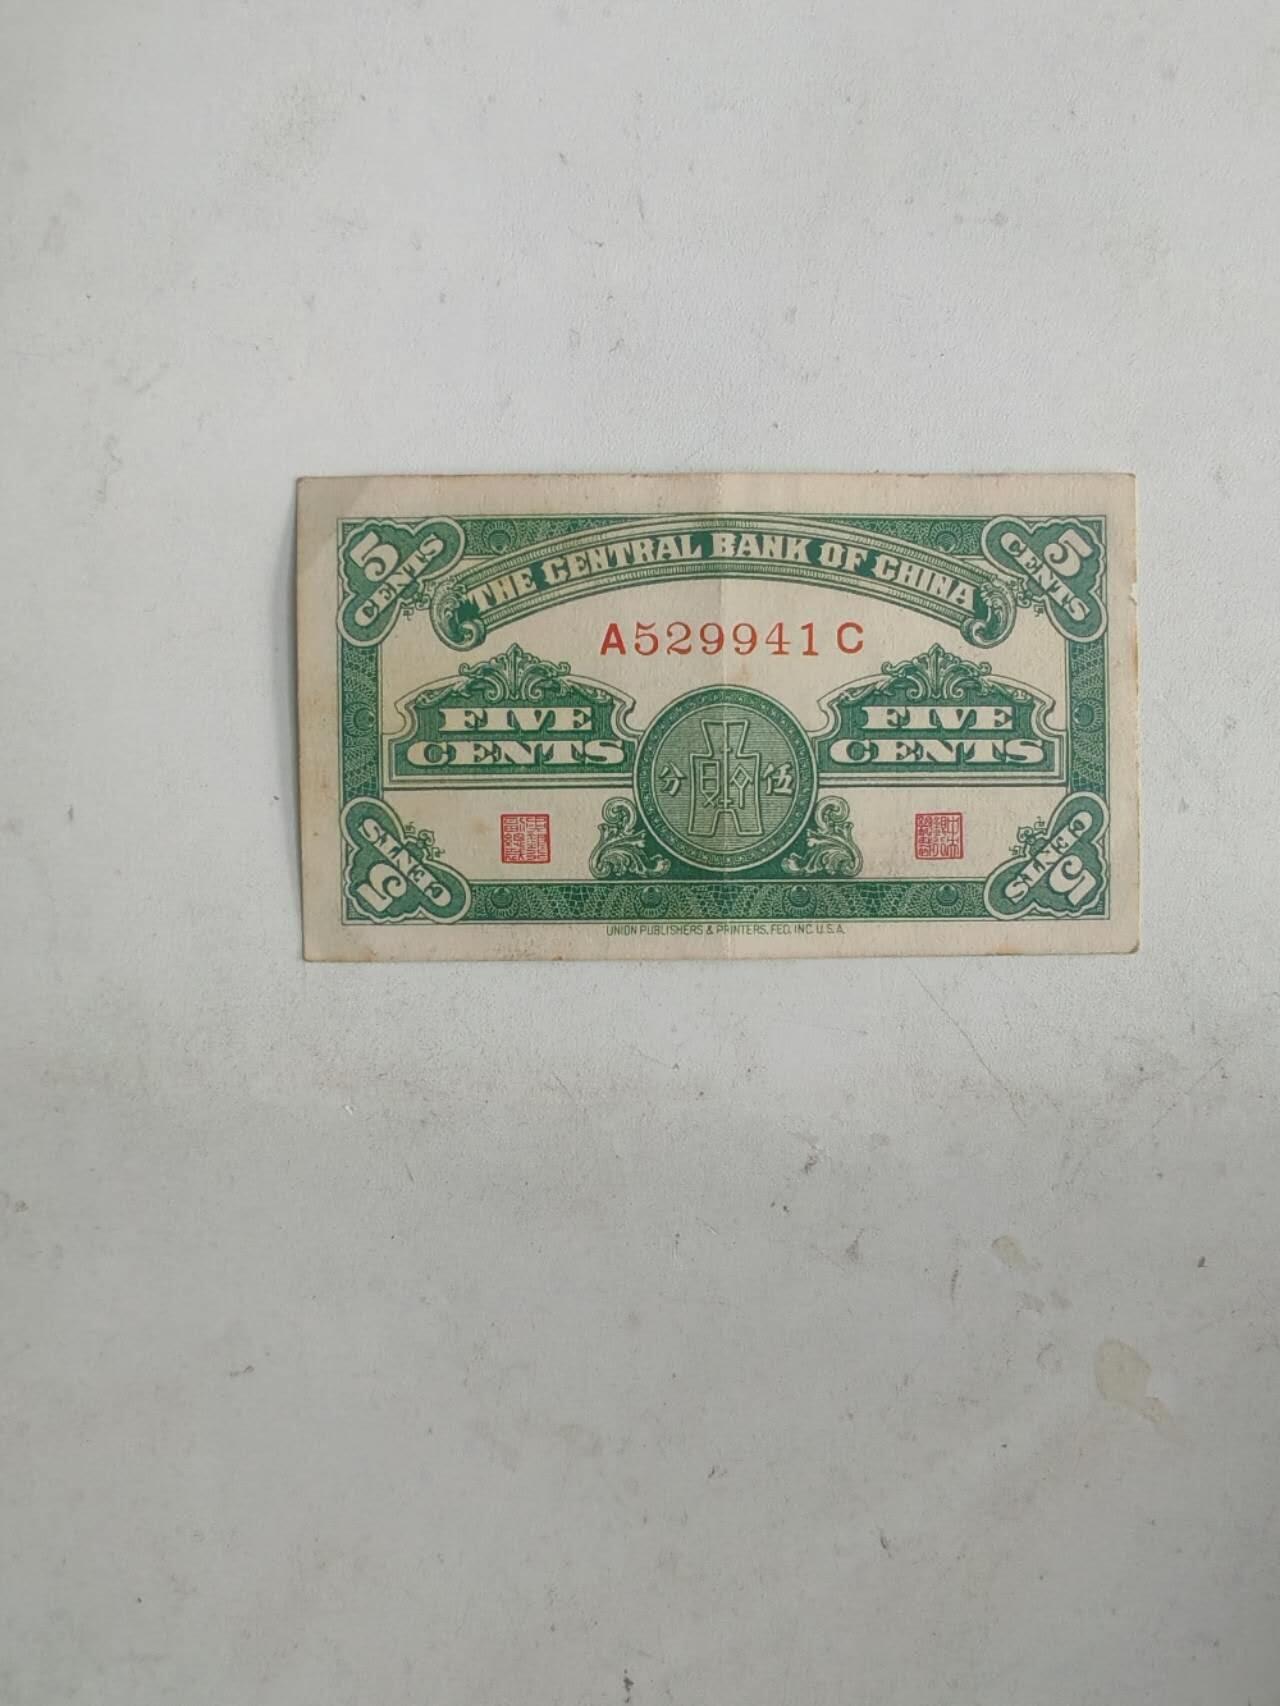 5 CENTS
THE CENTRAL BANK OF CHINA
5 CENTS
A529941C
FIVE CENTS
分 伍
FIVE CENTS
5 CENTS
5 CENTS
UNION PUBLISHERS & PRINTERS, FED. INC. U.S.A.